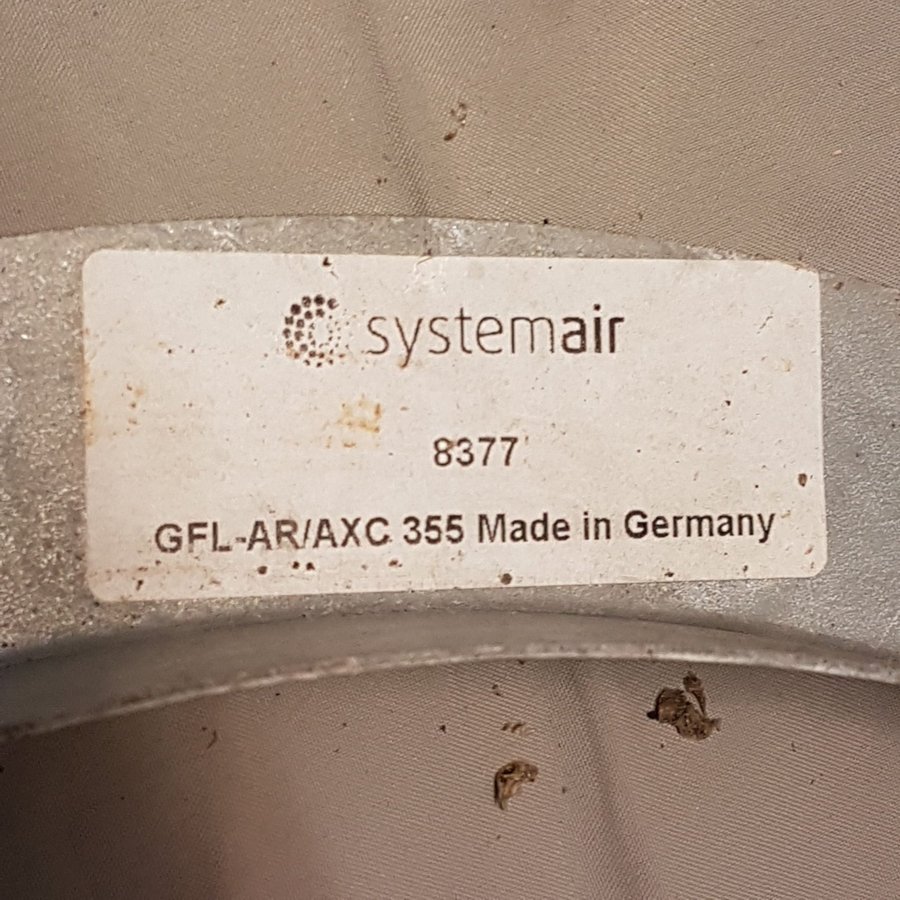 systemair
8377
GFL-AR/AXC 355 Made in Germany